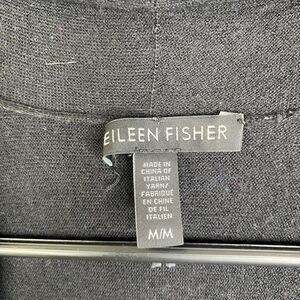 EILEEN FISHER
MADE IN
CHINA OF
ITALIAN
YARN/
FABRIQUÉ
EN CHINE
DE FIL
ITALIEN
M/M